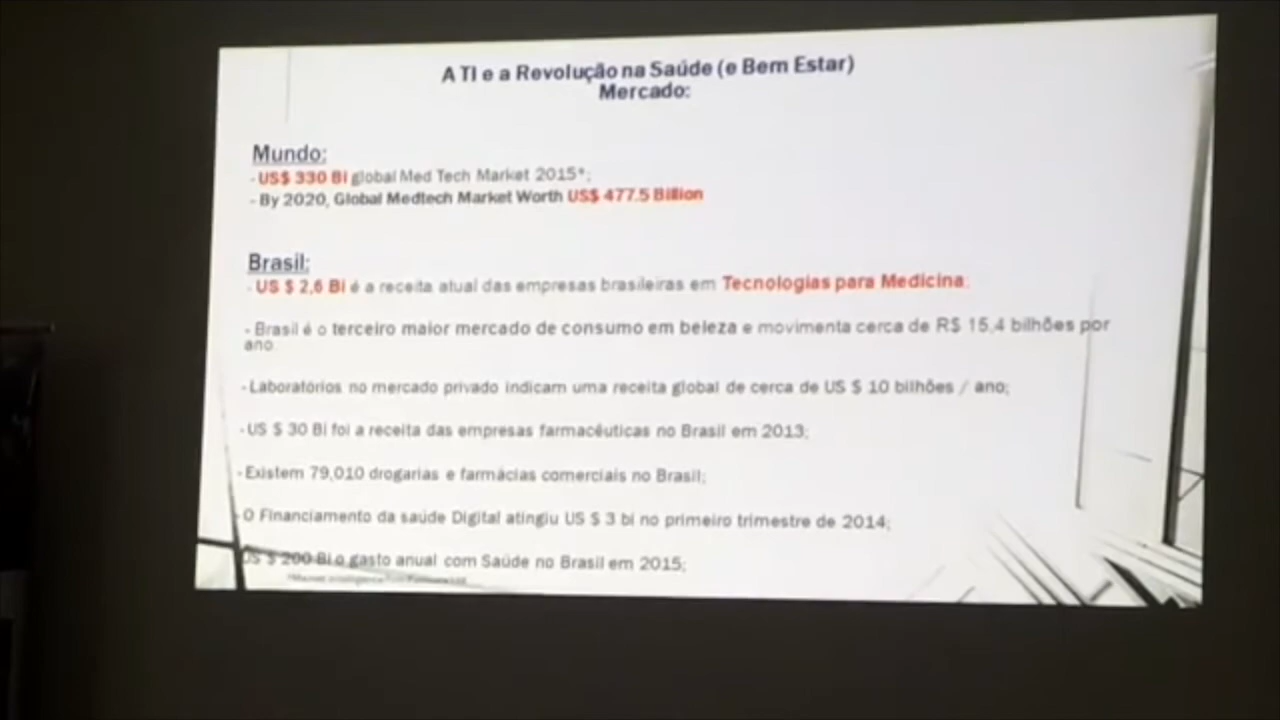 A TI e a Revolução na Saúde (e Bem Estar)
Mercado:
Mundo:
- US$ 330 Bi global Med Tech Market 2015*;
- By 2020, Global Medtech Market Worth US$ 477.5 Billion
Brasil:
- US $ 2,6 Bi é a receita atual das empresas brasileiras em Tecnologias para Medicina;
- Brasil é o terceiro maior mercado de consumo em beleza e movimenta cerca de R$ 15,4 bilhões por
ano.
- Laboratórios no mercado privado indicam uma receita global de cerca de US $ 10 bilhões / ano;
- US $ 30 Bi foi a receita das empresas farmacêuticas no Brasil em 2013;
- Existem 79,010 drogarias e farmácias comerciais no Brasil;
- O Financiamento da saúde Digital atingiu US $ 3 bi no primeiro trimestre de 2014;
US $ 200 Bi o gasto anual com Saúde no Brasil em 2015;